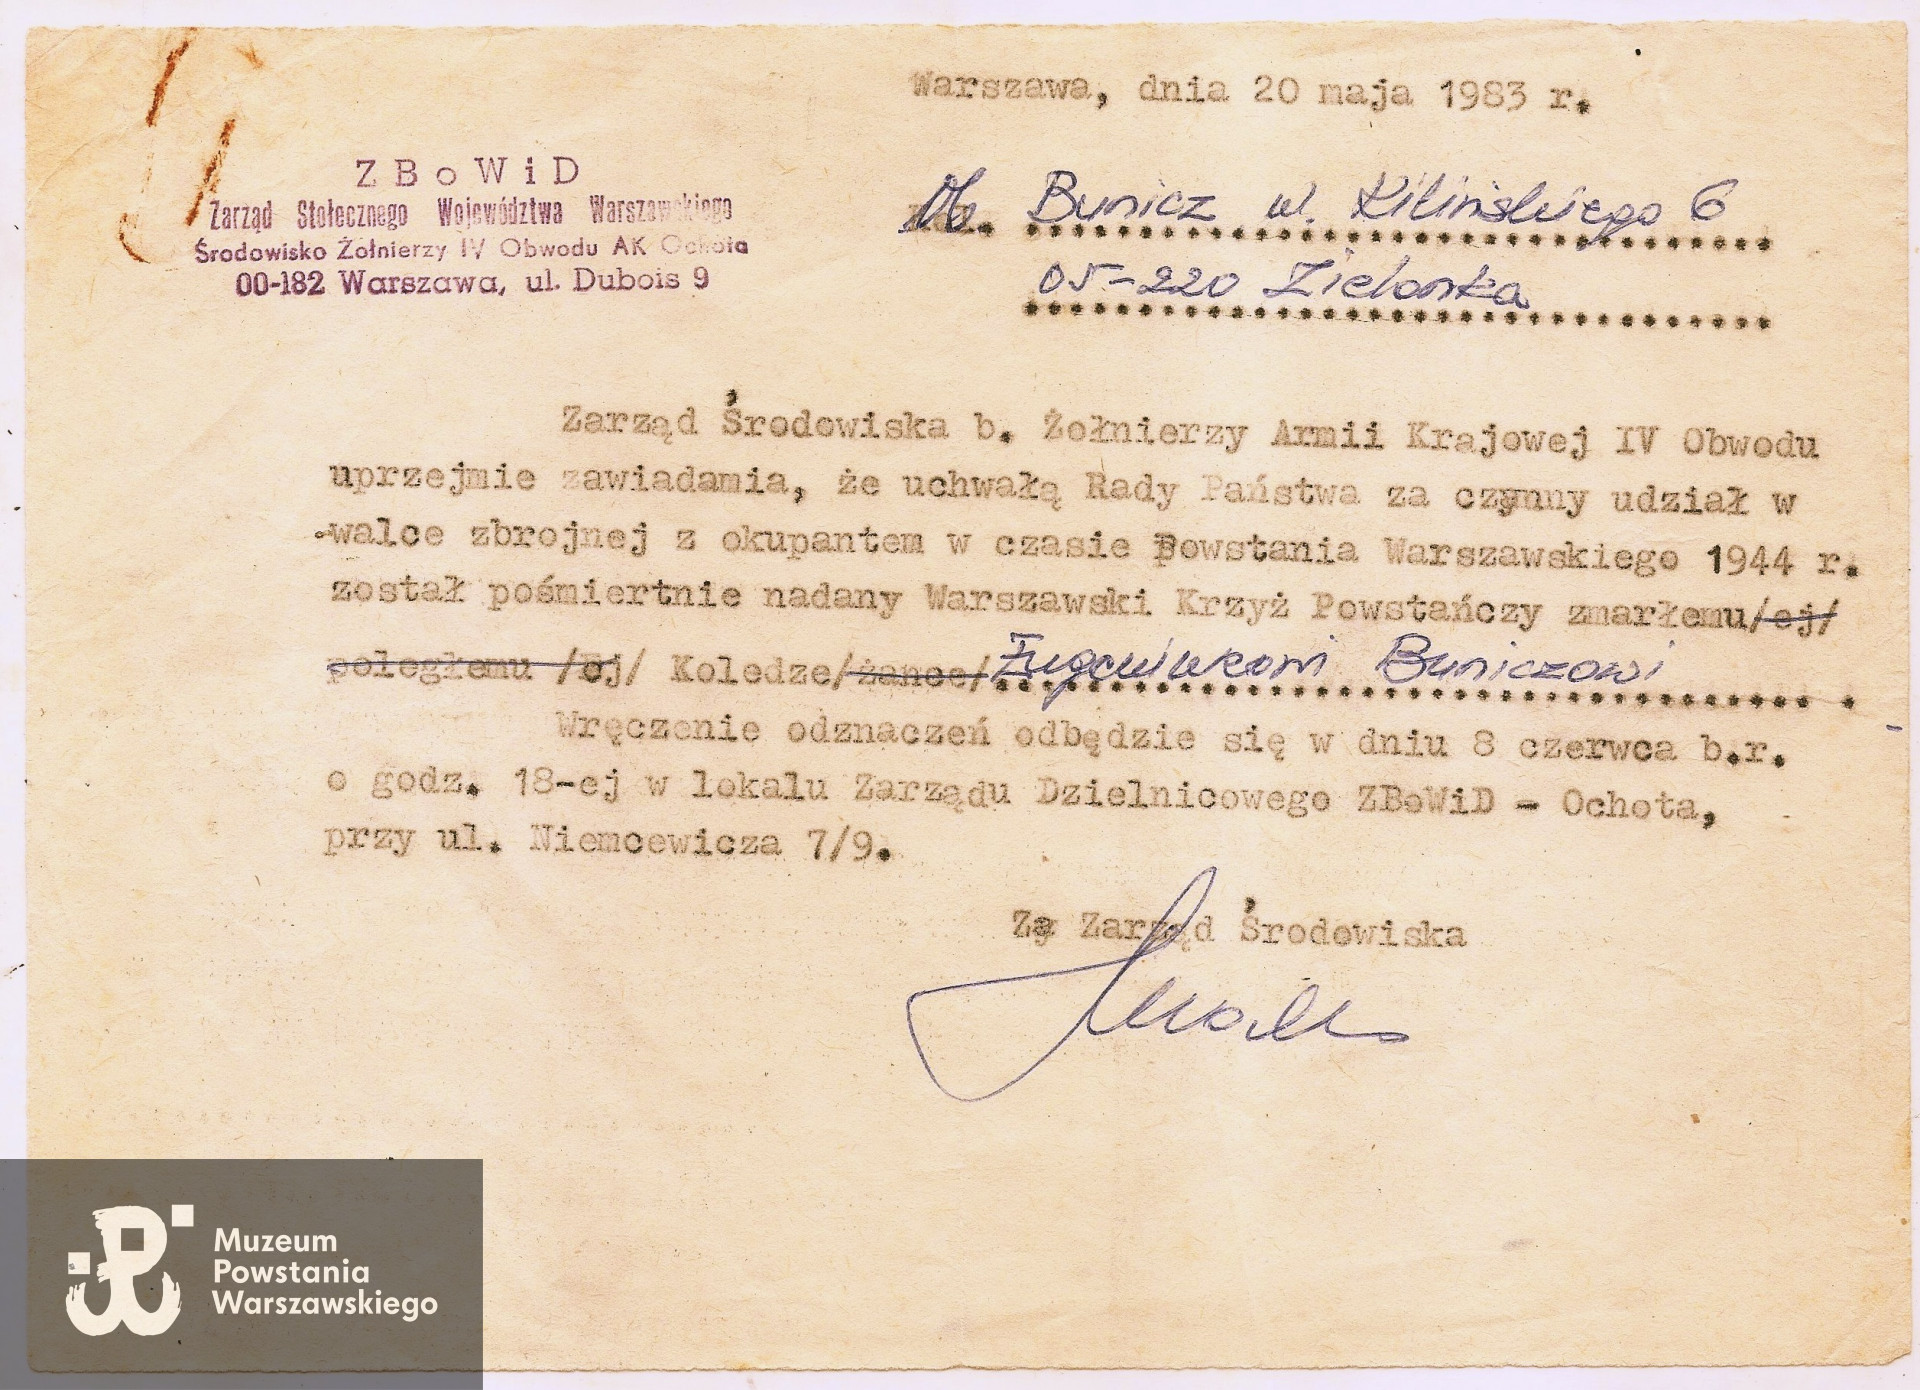 Warszawa, dnia 20 maja 1983 r.
Z B o W i D
Zarząd Stołecznego Województwa Warszawskiego
Środowisko Żołnierzy IV Obwodu AK Ochota
00-182 Warszawa, ul. Dubois 9
Ob. Bunicz ul. Kilińskiego 6
05-220 Zielonka
Zarząd Środowiska b. Żołnierzy Armii Krajowej IV Obwodu
uprzejmie zawiadamia, że uchwałą Rady Państwa za czynny udział w
walce zbrojnej z okupantem w czasie Powstania Warszawskiego 1944 r.
został pośmiertnie nadany Warszawski Krzyż Powstańczy zmarłemu/ej/
poległemu /ej/ Koledze/żance/ Eugeniuszowi Buniczowi
Wręczenie odznaczeń odbędzie się w dniu 8 czerwca b.r.
o godz. 18-ej w lokalu Zarządu Dzielnicowego ZBoWiD - Ochota,
przy ul. Niemcewicza 7/9.
Za Zarząd Środowiska
Muzeum
Powstania
Warszawskiego